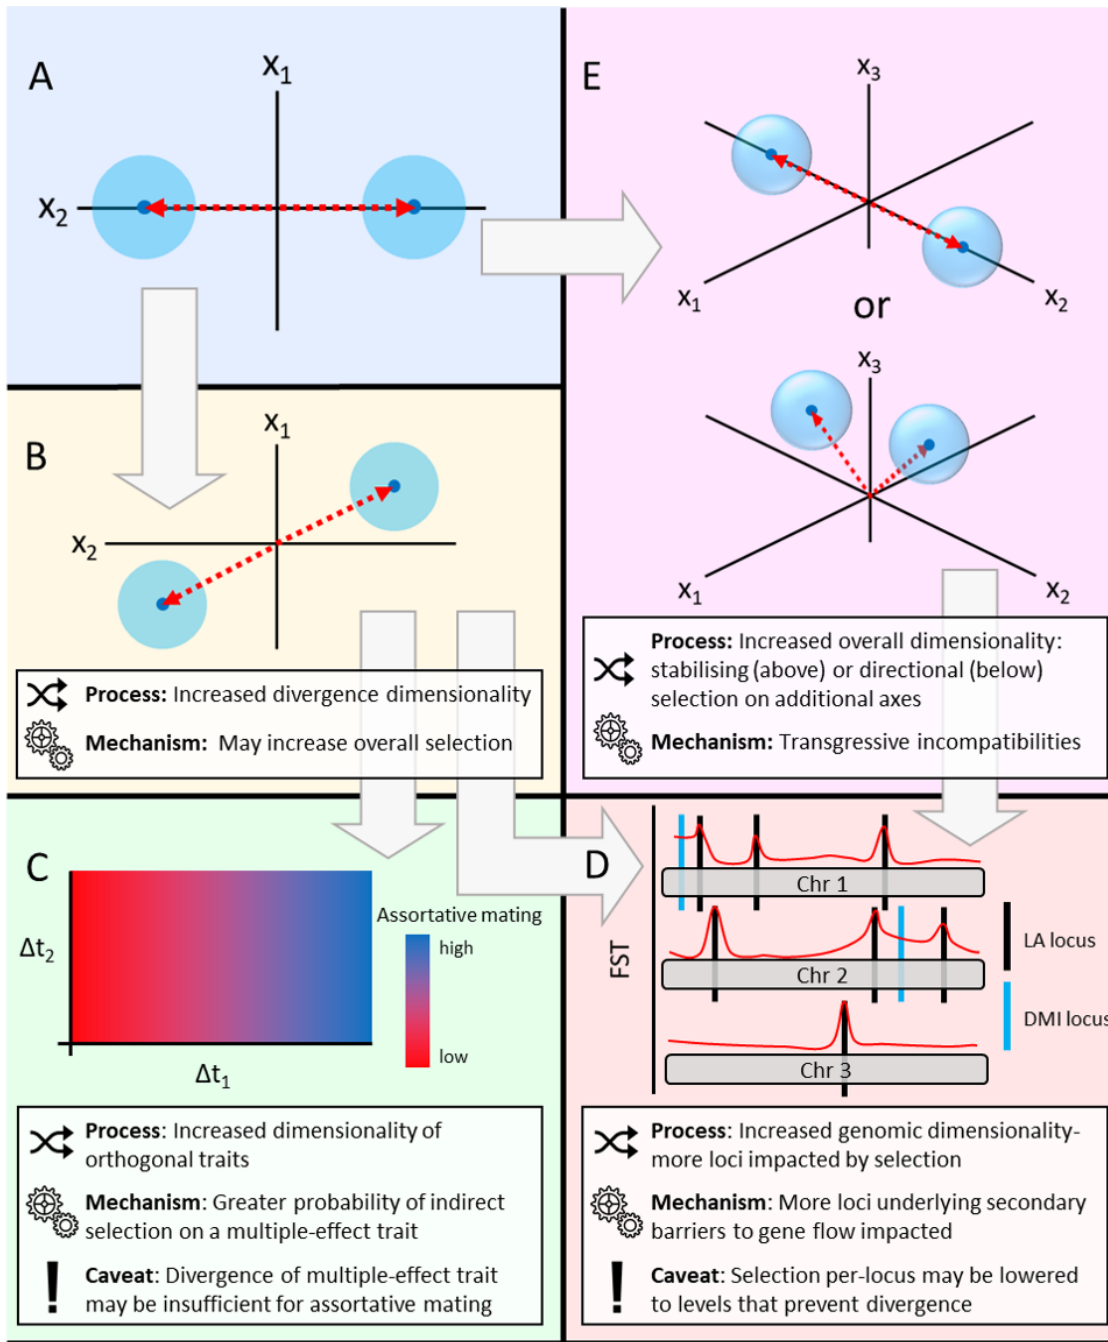 A
x1
x2
B
x1
x2
Process: Increased divergence dimensionality
Mechanism: May increase overall selection
E
x3
x1
x2
or
x3
x1
x2
Process: Increased overall dimensionality:
stabilising (above) or directional (below)
selection on additional axes
Mechanism: Transgressive incompatibilities
C
Δt2
Δt1
Assortative mating
high
low
Process: Increased dimensionality of
orthogonal traits
Mechanism: Greater probability of indirect
selection on a multiple-effect trait
! Caveat: Divergence of multiple-effect trait
may be insufficient for assortative mating
D
FST
Chr 1
Chr 2
Chr 3
LA locus
DMI locus
Process: Increased genomic dimensionality-
more loci impacted by selection
Mechanism: More loci underlying secondary
barriers to gene flow impacted
! Caveat: Selection per-locus may be lowered
to levels that prevent divergence